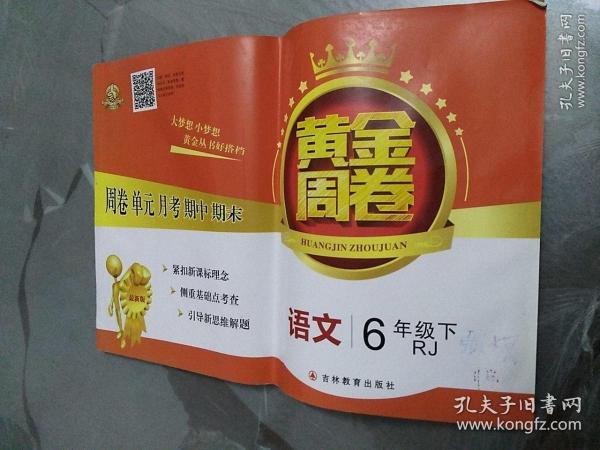 大梦想 小梦想
黄金丛书好搭档
周卷 单元 月考 期中 期末
最新版
紧扣新课标理念
侧重基础点考查
引导新思维解题
黄金
周卷
HUANGJIN ZHOUJUAN
语文 6 年级下
RJ
吉林教育出版社
孔夫子旧书网
www.kongfz.com
孔夫子旧书网
www.kongfz.com